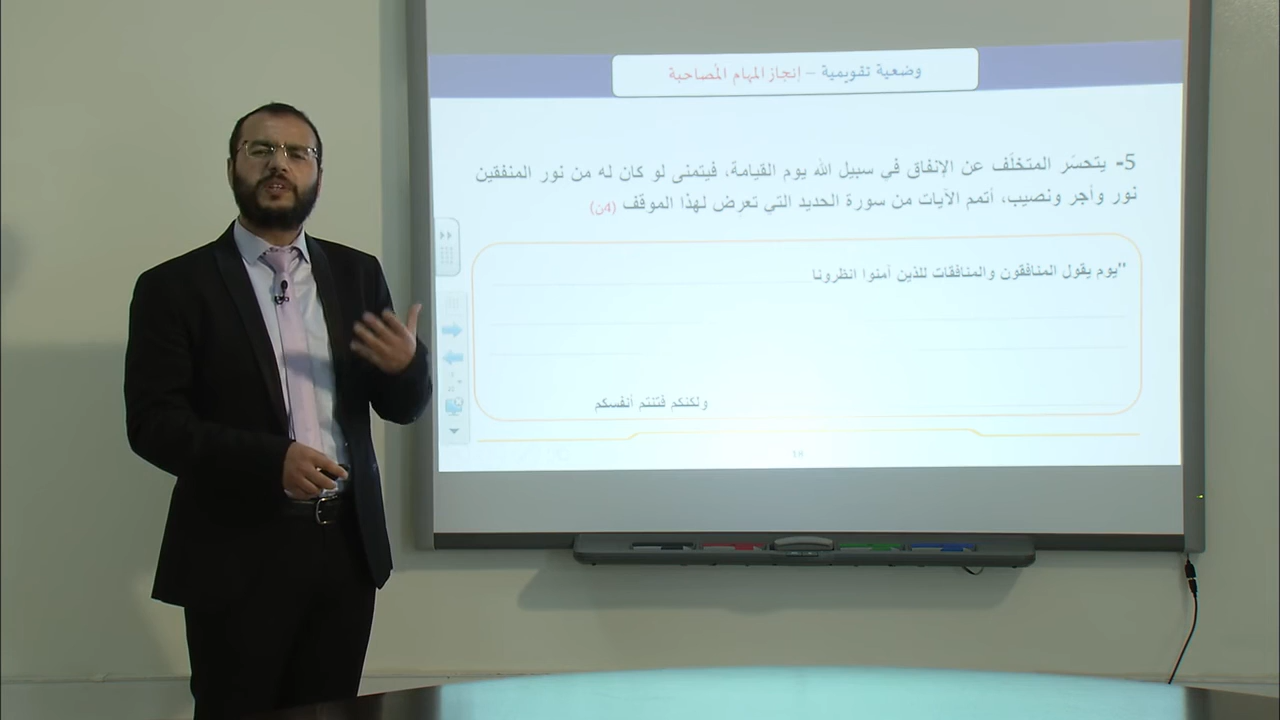 وضعية تقويمية – إنجاز المهام المُصاحبة
5- يتحسّر المتخلّف عن الإنفاق في سبيل الله يوم القيامة، فيتمنى لو كان له من نور المنفقين
نور وأجر ونصيب، أتمم الآيات من سورة الحديد التي تعرض لهذا الموقف (4ن)
"يوم يقول المنافقون والمنافقات للذين آمنوا انظرونا
ولكنكم فتنتم أنفسكم
18